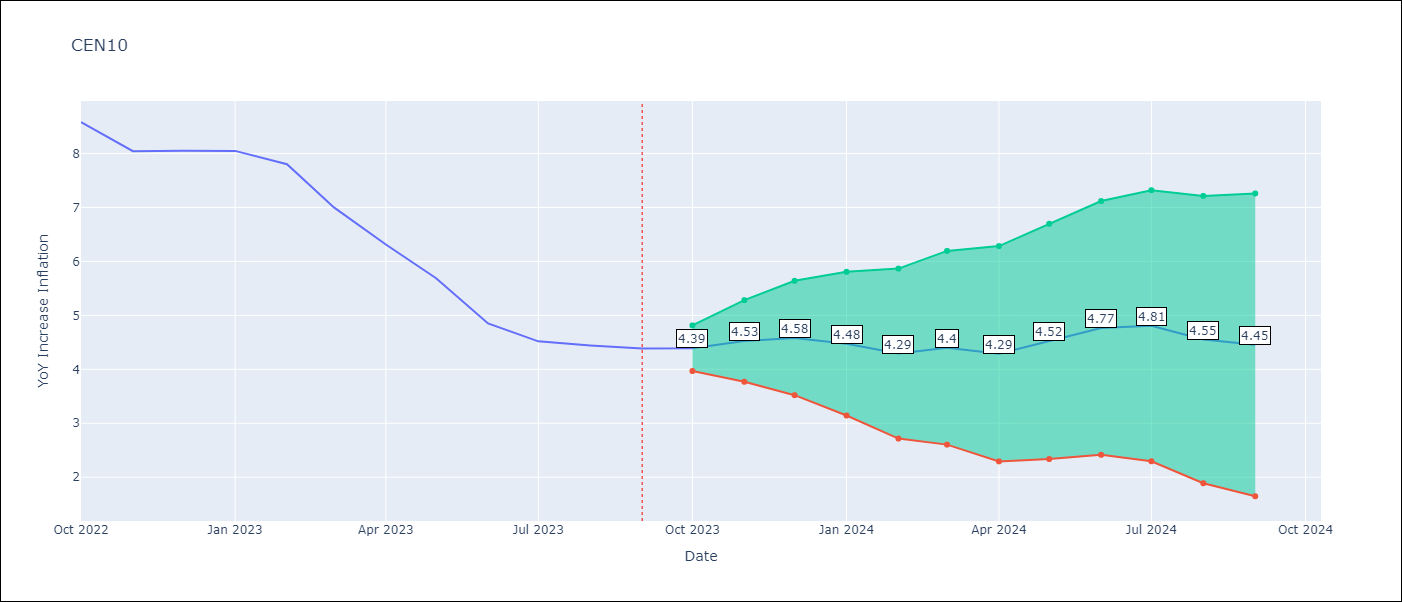 CEN10
YoY Increase Inflation
8
7
6
5
4
3
2
4.39
4.53
4.58
4.48
4.29
4.4
4.29
4.52
4.77
4.81
4.55
4.45
Oct 2022
Jan 2023
Apr 2023
Jul 2023
Oct 2023
Jan 2024
Apr 2024
Jul 2024
Oct 2024
Date